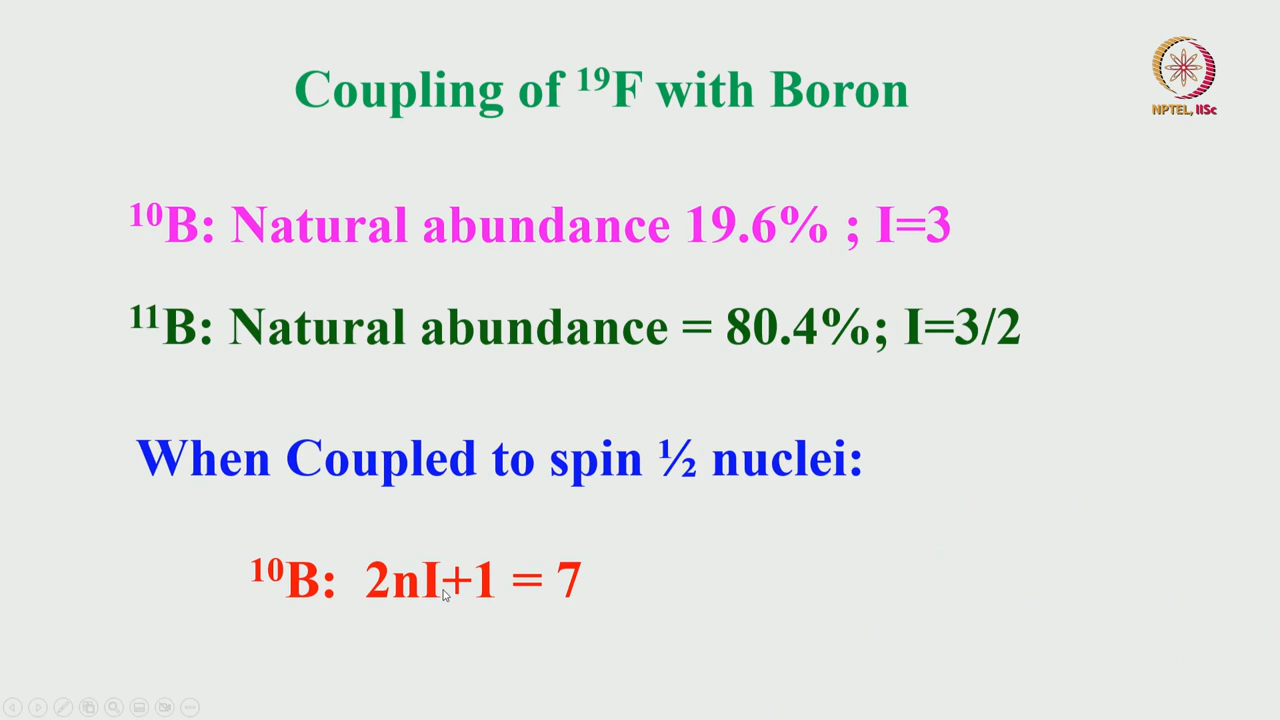 Coupling of ¹⁹F with Boron
NPTEL, IISc
¹⁰B: Natural abundance 19.6% ; I=3
¹¹B: Natural abundance = 80.4%; I=3/2
When Coupled to spin ½ nuclei:
¹⁰B: 2nI+1 = 7